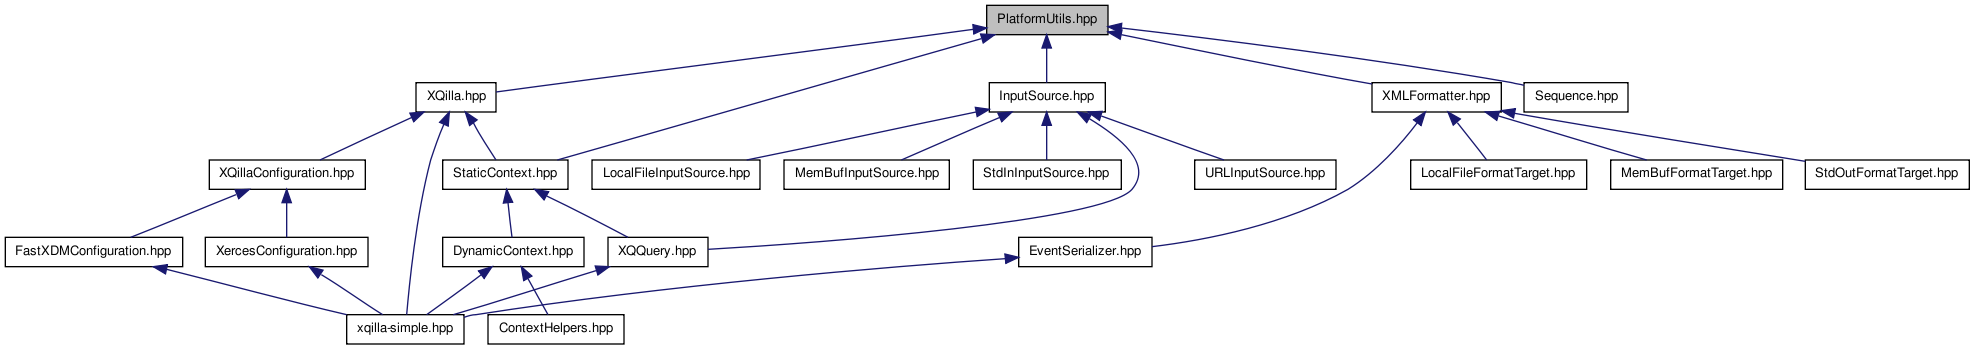 PlatformUtils.hpp
XQilla.hpp
InputSource.hpp
XMLFormatter.hpp
Sequence.hpp
XQillaConfiguration.hpp
StaticContext.hpp
LocalFileInputSource.hpp
MemBufInputSource.hpp
StdInInputSource.hpp
URLInputSource.hpp
LocalFileFormatTarget.hpp
MemBufFormatTarget.hpp
StdOutFormatTarget.hpp
FastXDMConfiguration.hpp
XercesConfiguration.hpp
DynamicContext.hpp
XQQuery.hpp
EventSerializer.hpp
xqilla-simple.hpp
ContextHelpers.hpp